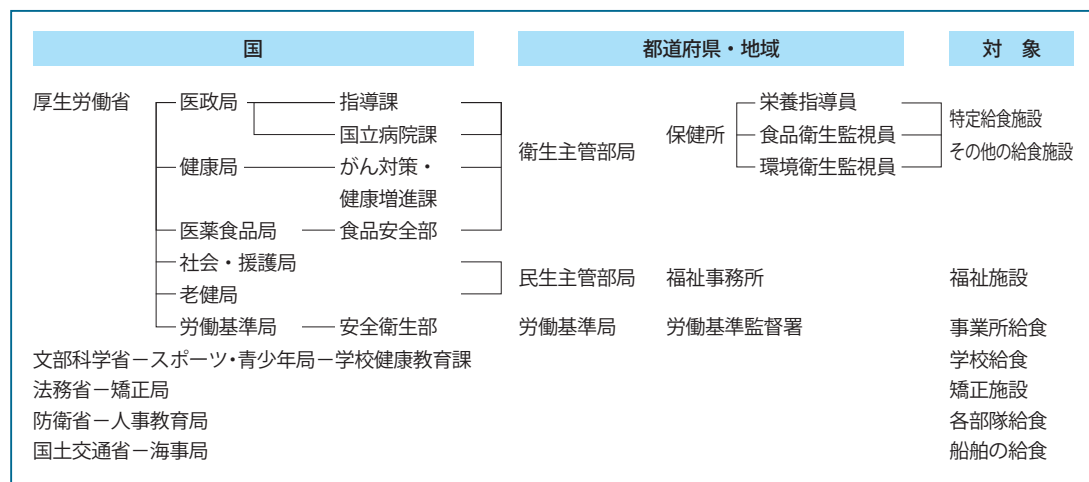 国 都道府県・地域 対 象
厚生労働省 医政局 指導課 栄養指導員
国立病院課 衛生主管部局 保健所 食品衛生監視員 特定給食施設
健康局 がん対策・ 環境衛生監視員 その他の給食施設
健康増進課
医薬食品局 食品安全部
社会・援護局
民生主管部局 福祉事務所 福祉施設
老健局
労働基準局 安全衛生部 労働基準局 労働基準監督署 事業所給食
文部科学省－スポーツ・青少年局－学校健康教育課 学校給食
法務省－矯正局 矯正施設
防衛省－人事教育局 各部隊給食
国土交通省－海事局 船舶の給食